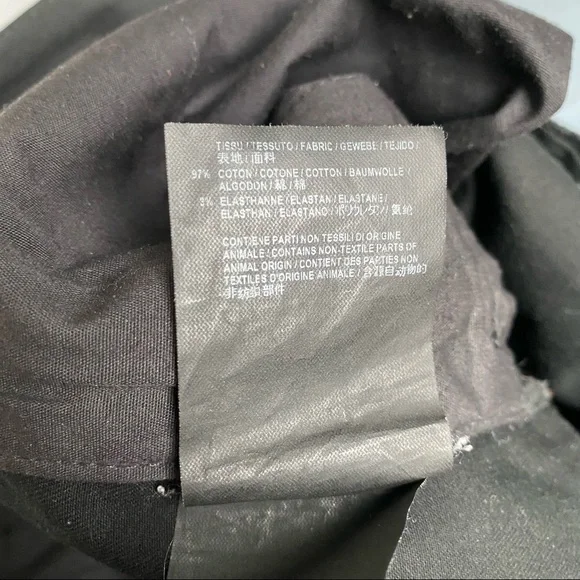 TISSU / TESSUTO / FABRIC / GEWEBE / TEJIDO /
表地 / 面料
97% COTON / COTONE / COTTON / BAUMWOLLE /
ALGODON / 綿 / 棉
3% ELASTHANNE / ELASTAN / ELASTANE /
ELASTHAN / ELASTANO / ポリウレタン / 氨纶
CONTIENE PARTI NON TESSILI DI ORIGINE
ANIMALE / CONTAINS NON-TEXTILE PARTS OF
ANIMAL ORIGIN / CONTIENT DES PARTIES NON
TEXTILES D'ORIGINE ANIMALE / 含源自动物的
非纺织部件